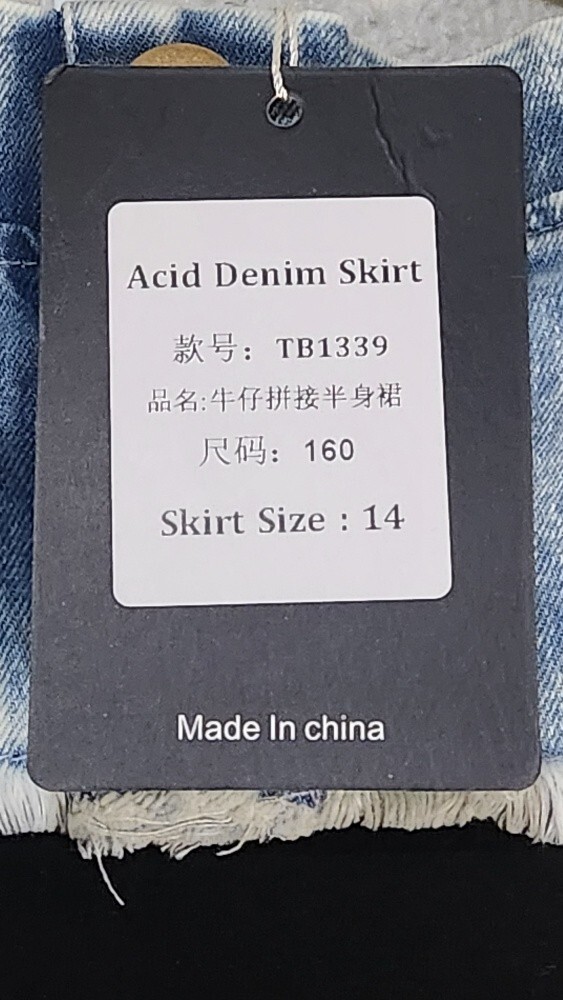 Acid Denim Skirt
款号: TB1339
品名:牛仔拼接半身裙
尺码: 160
Skirt Size : 14
Made In china